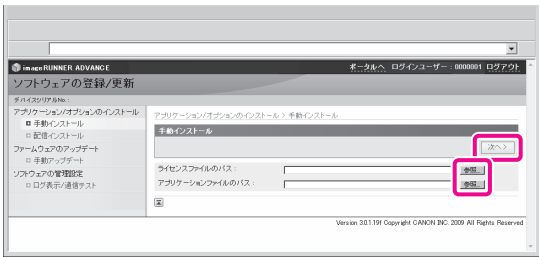 imageRUNNER ADVANCE
ポータルへ ログインユーザー : 0000001 ログアウト
ソフトウェアの登録/更新
デバイスシリアルNo. :
アプリケーション/オプションのインストール
手動インストール
配信インストール
ファームウェアのアップデート
手動アップデート
ソフトウェアの管理設定
ログ表示/通信テスト
アプリケーション/オプションのインストール > 手動インストール
手動インストール
次へ >
ライセンスファイルのパス :
参照...
アプリケーションファイルのパス :
参照...
Version 3.0.1.19f Copyright CANON INC. 2009 All Rights Reserved